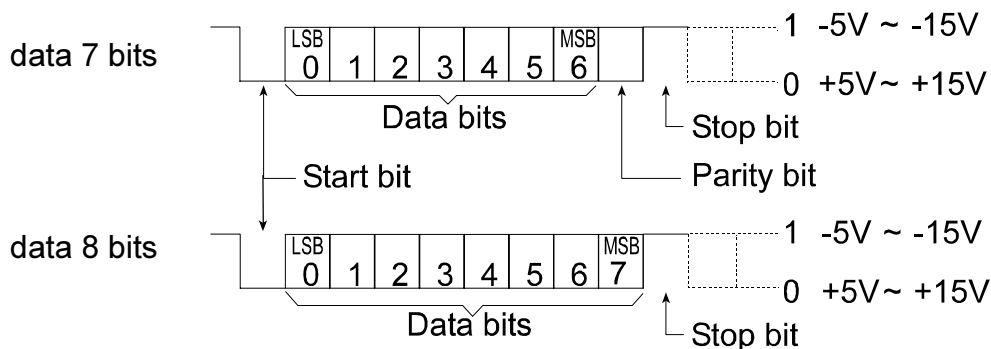 data 7 bits
LSB MSB
0 1 2 3 4 5 6
1 -5V ~ -15V
0 +5V~ +15V
Data bits
Stop bit
Start bit
Parity bit
data 8 bits
LSB MSB
0 1 2 3 4 5 6 7
1 -5V ~ -15V
0 +5V~ +15V
Data bits
Stop bit